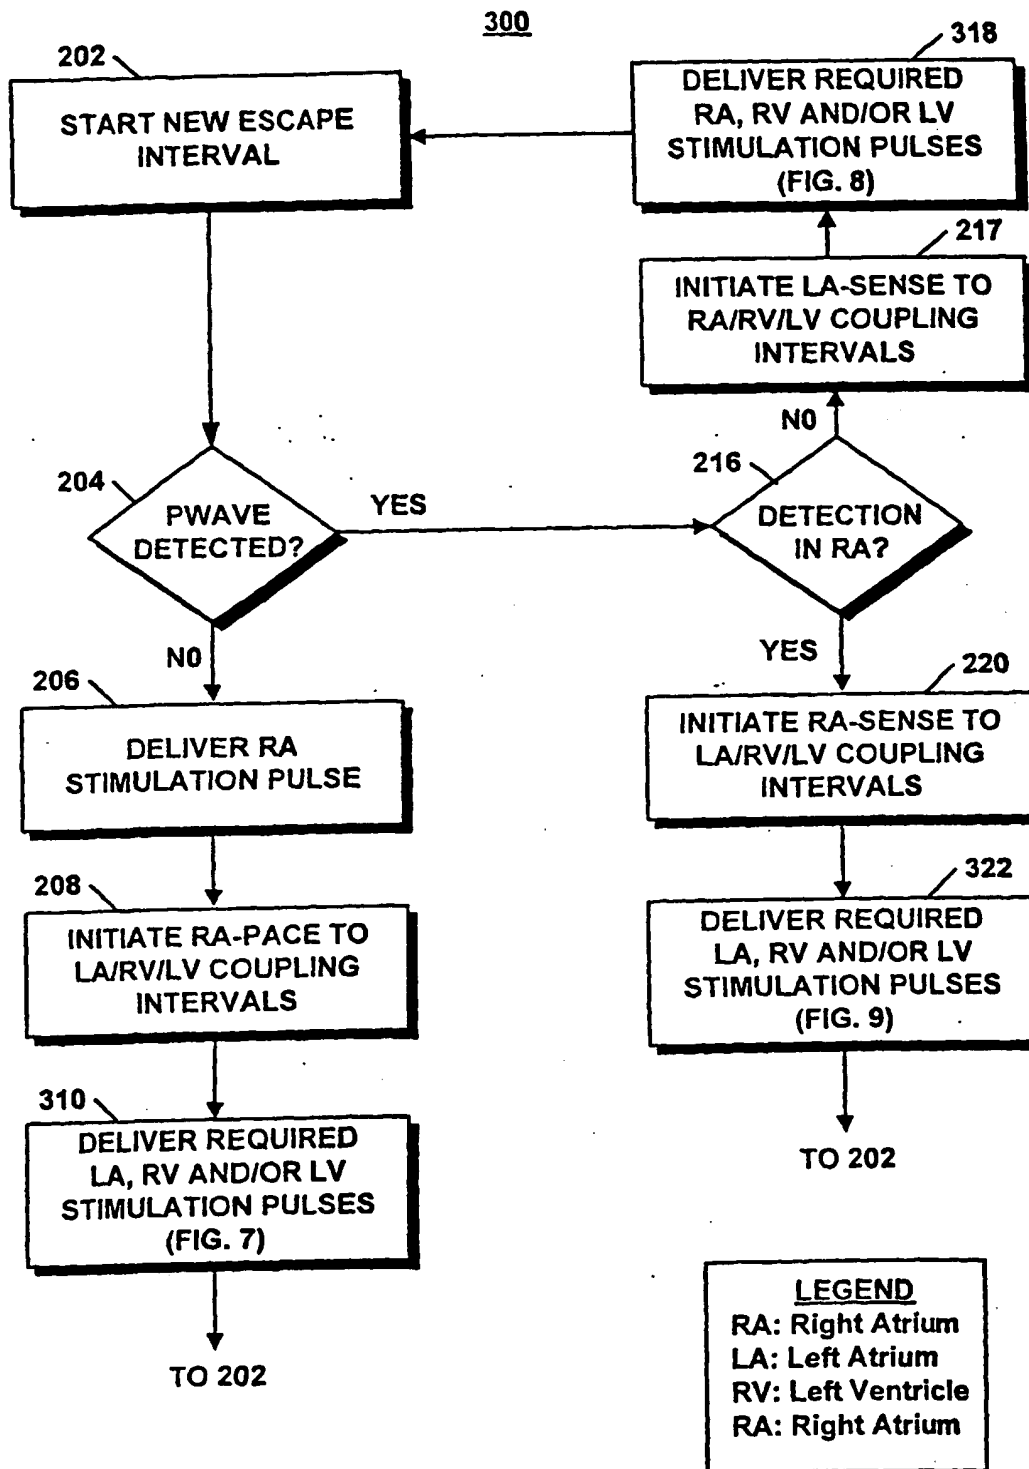 300
202
START NEW ESCAPE
INTERVAL
318
DELIVER REQUIRED
RA, RV AND/OR LV
STIMULATION PULSES
(FIG. 8)
217
INITIATE LA-SENSE TO
RA/RV/LV COUPLING
INTERVALS
NO
204
PWAVE
DETECTED?
YES
216
DETECTION
IN RA?
NO
YES
206
DELIVER RA
STIMULATION PULSE
220
INITIATE RA-SENSE TO
LA/RV/LV COUPLING
INTERVALS
208
INITIATE RA-PACE TO
LA/RV/LV COUPLING
INTERVALS
322
DELIVER REQUIRED
LA, RV AND/OR LV
STIMULATION PULSES
(FIG. 9)
310
DELIVER REQUIRED
LA, RV AND/OR LV
STIMULATION PULSES
(FIG. 7)
TO 202
TO 202
LEGEND
RA: Right Atrium
LA: Left Atrium
RV: Left Ventricle
RA: Right Atrium